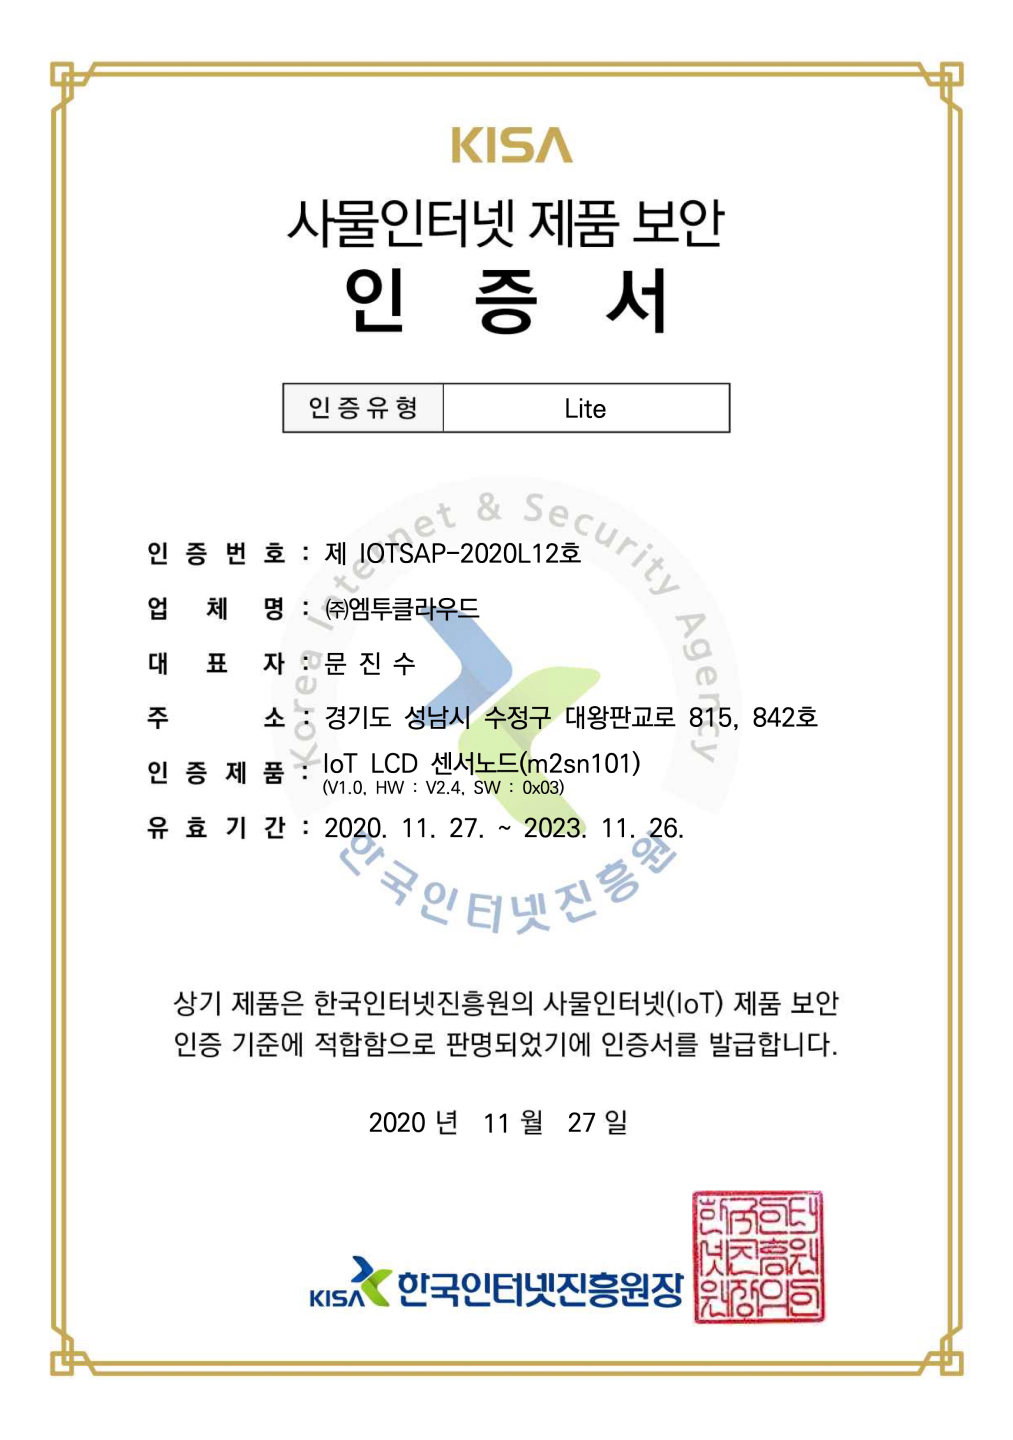 KISA
사물인터넷 제품 보안
인 증 서
인증유형 Lite
Korea Internet & Security Agency
인 증 번 호 : 제 IOTSAP-2020L12호
업 체 명 : ㈜엠투클라우드
대 표 자 : 문 진 수
주 소 : 경기도 성남시 수정구 대왕판교로 815, 842호
인 증 제 품 : IoT LCD 센서노드(m2sn101)
(V1.0, HW : V2.4, SW : 0x03)
유 효 기 간 : 2020. 11. 27. ~ 2023. 11. 26.
한국인터넷진흥원
상기 제품은 한국인터넷진흥원의 사물인터넷(IoT) 제품 보안
인증 기준에 적합함으로 판명되었기에 인증서를 발급합니다.
2020 년 11 월 27 일
KISA 한국인터넷진흥원장
한국인터
넷진흥원
원장의인